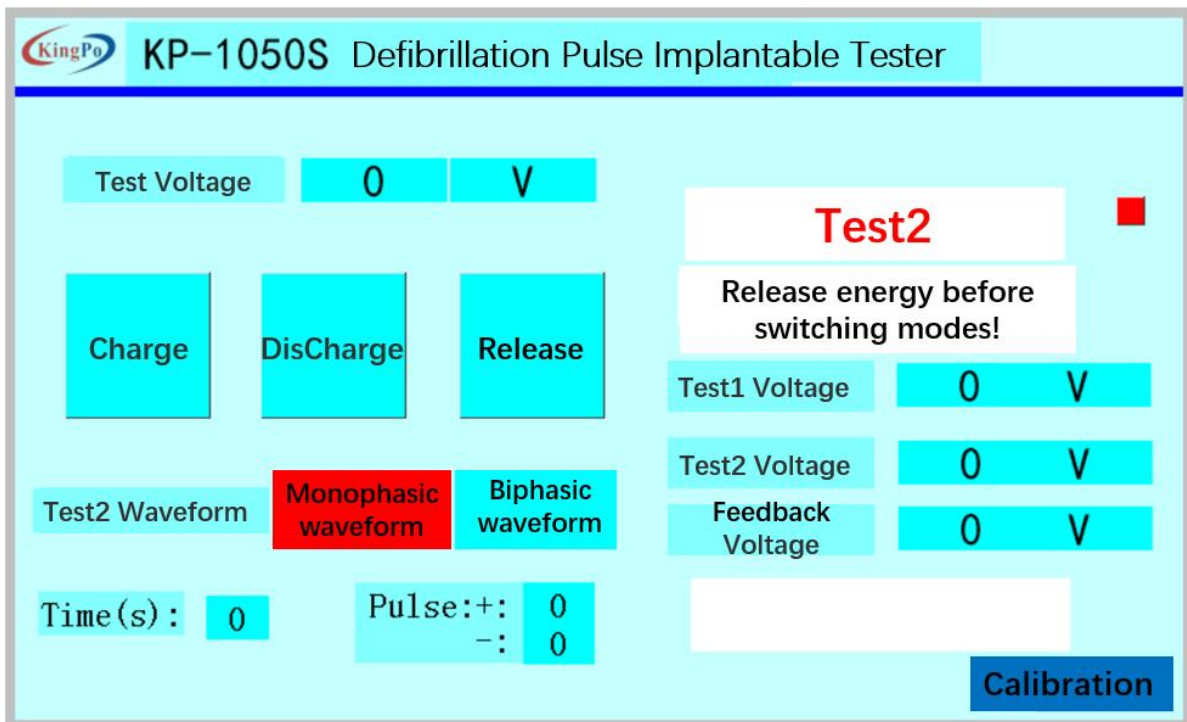 KingPo KP-1050S Defibrillation Pulse Implantable Tester
Test Voltage 0 V
Test2
Release energy before
switching modes!
Charge DisCharge Release
Test1 Voltage 0 V
Test2 Voltage 0 V
Test2 Waveform
Monophasic
waveform
Biphasic
waveform
Feedback
Voltage
0 V
Time(s): 0
Pulse:+: 0
-: 0
Calibration